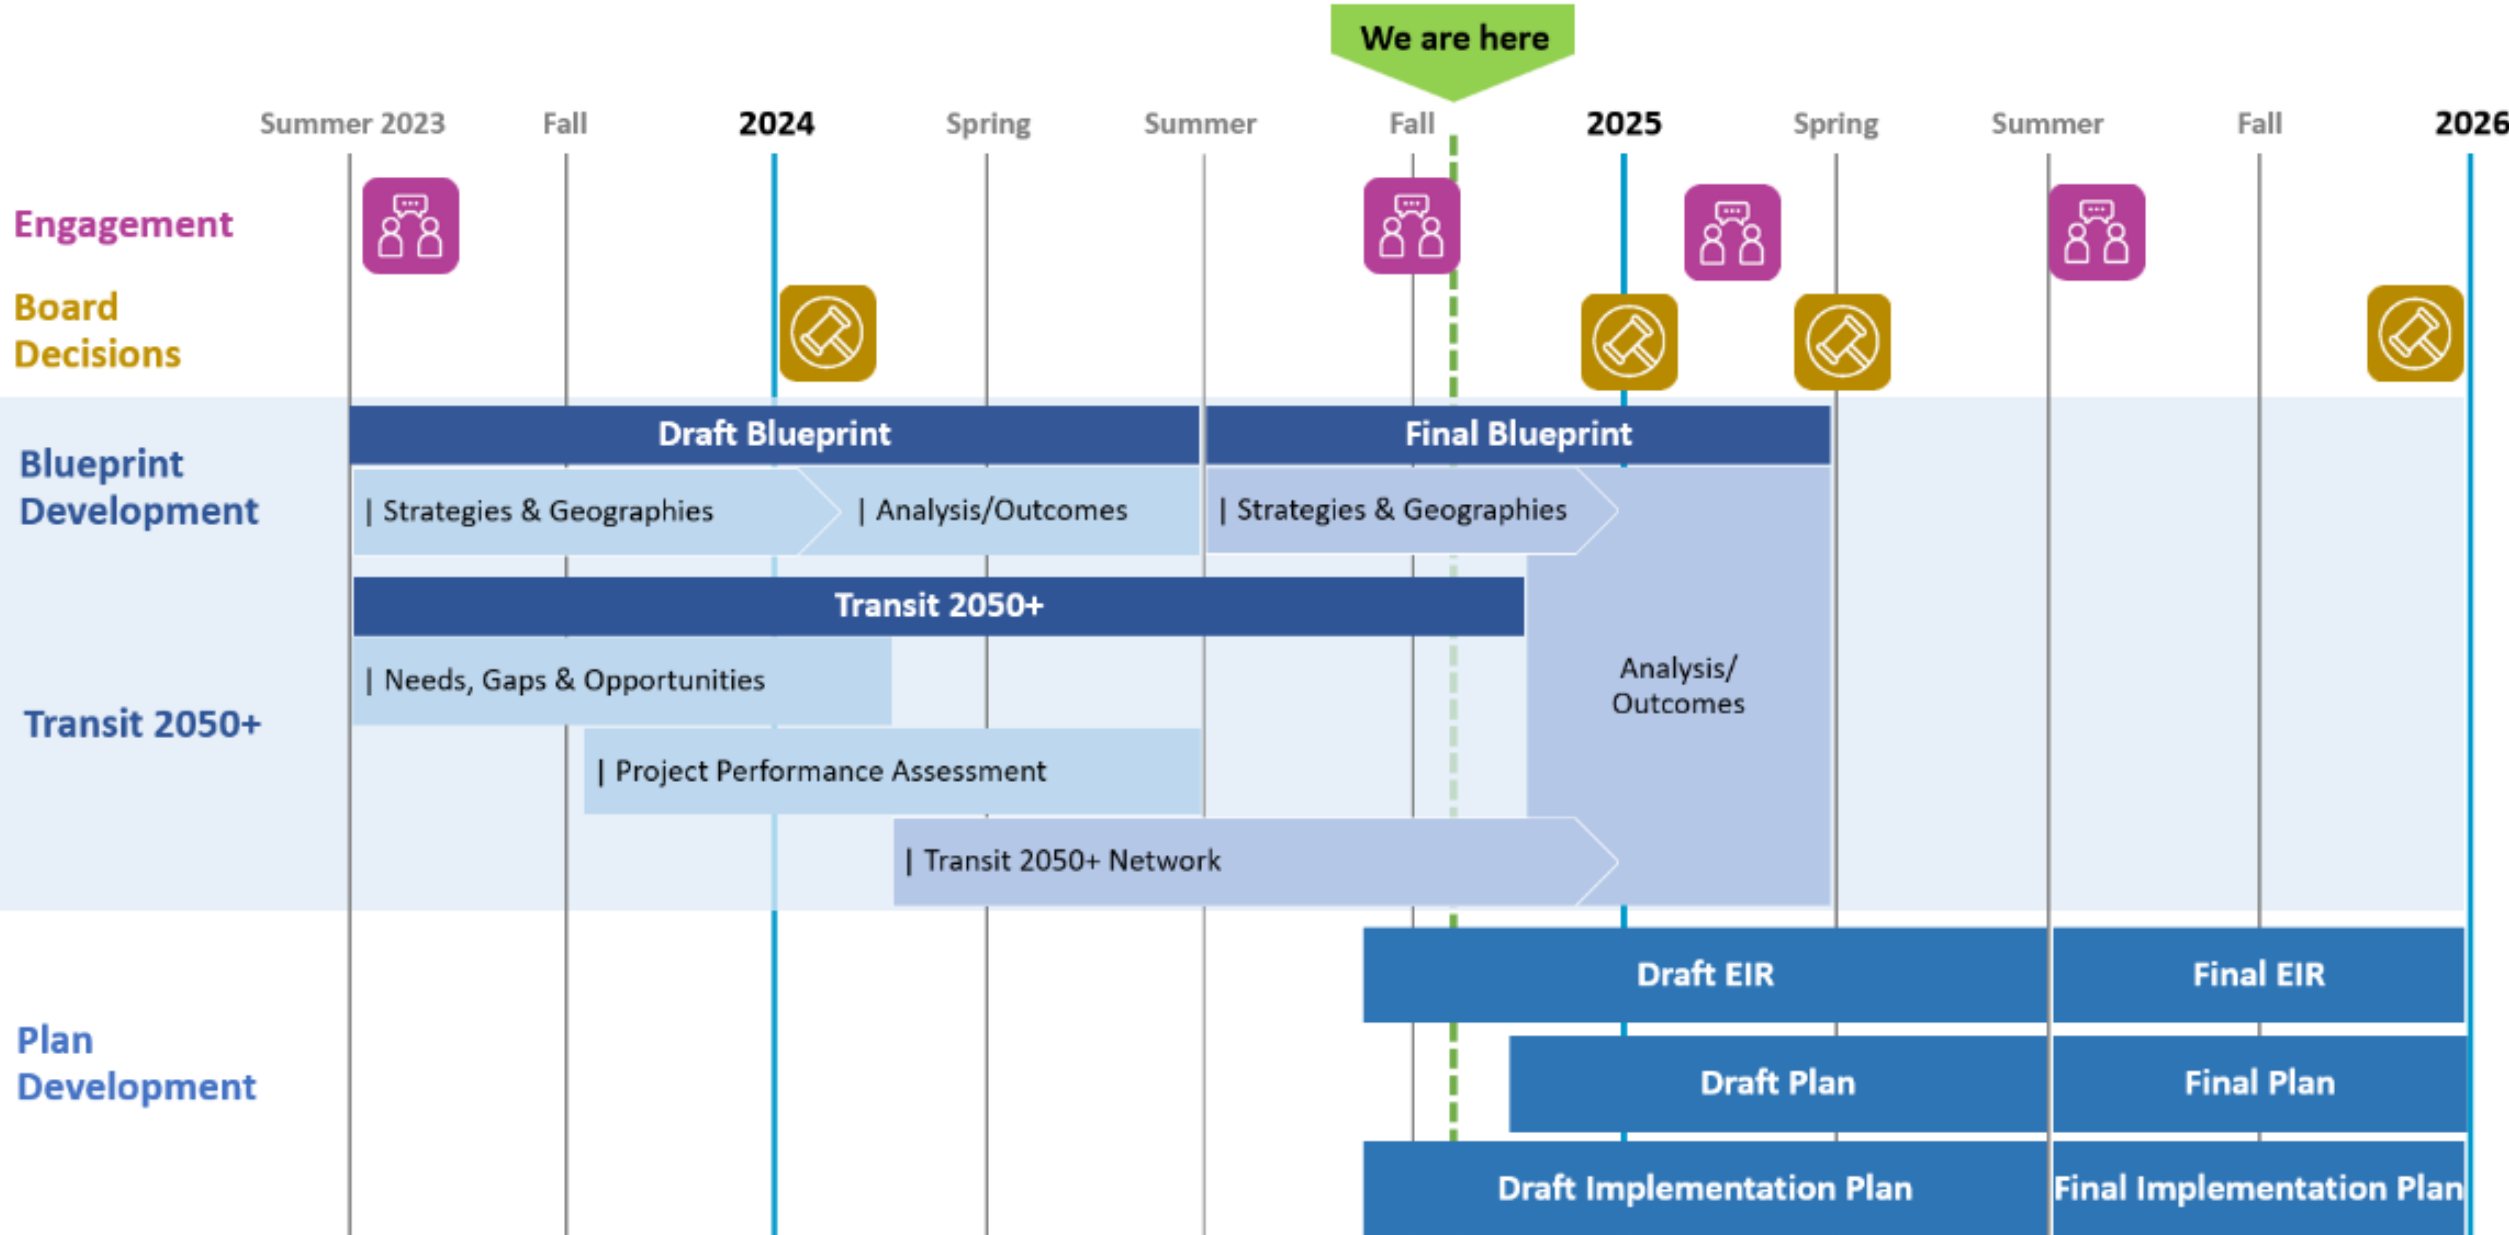 We are here
Summer 2023
Fall
2024
Spring
Summer
Fall
2025
Spring
Summer
Fall
2026
Engagement
Board
Decisions
Blueprint
Development
Draft Blueprint
Final Blueprint
| Strategies & Geographies
| Analysis/Outcomes
| Strategies & Geographies
Transit 2050+
Transit 2050+
| Needs, Gaps & Opportunities
| Project Performance Assessment
| Transit 2050+ Network
Analysis/
Outcomes
Plan
Development
Draft EIR
Final EIR
Draft Plan
Final Plan
Draft Implementation Plan
Final Implementation Plan